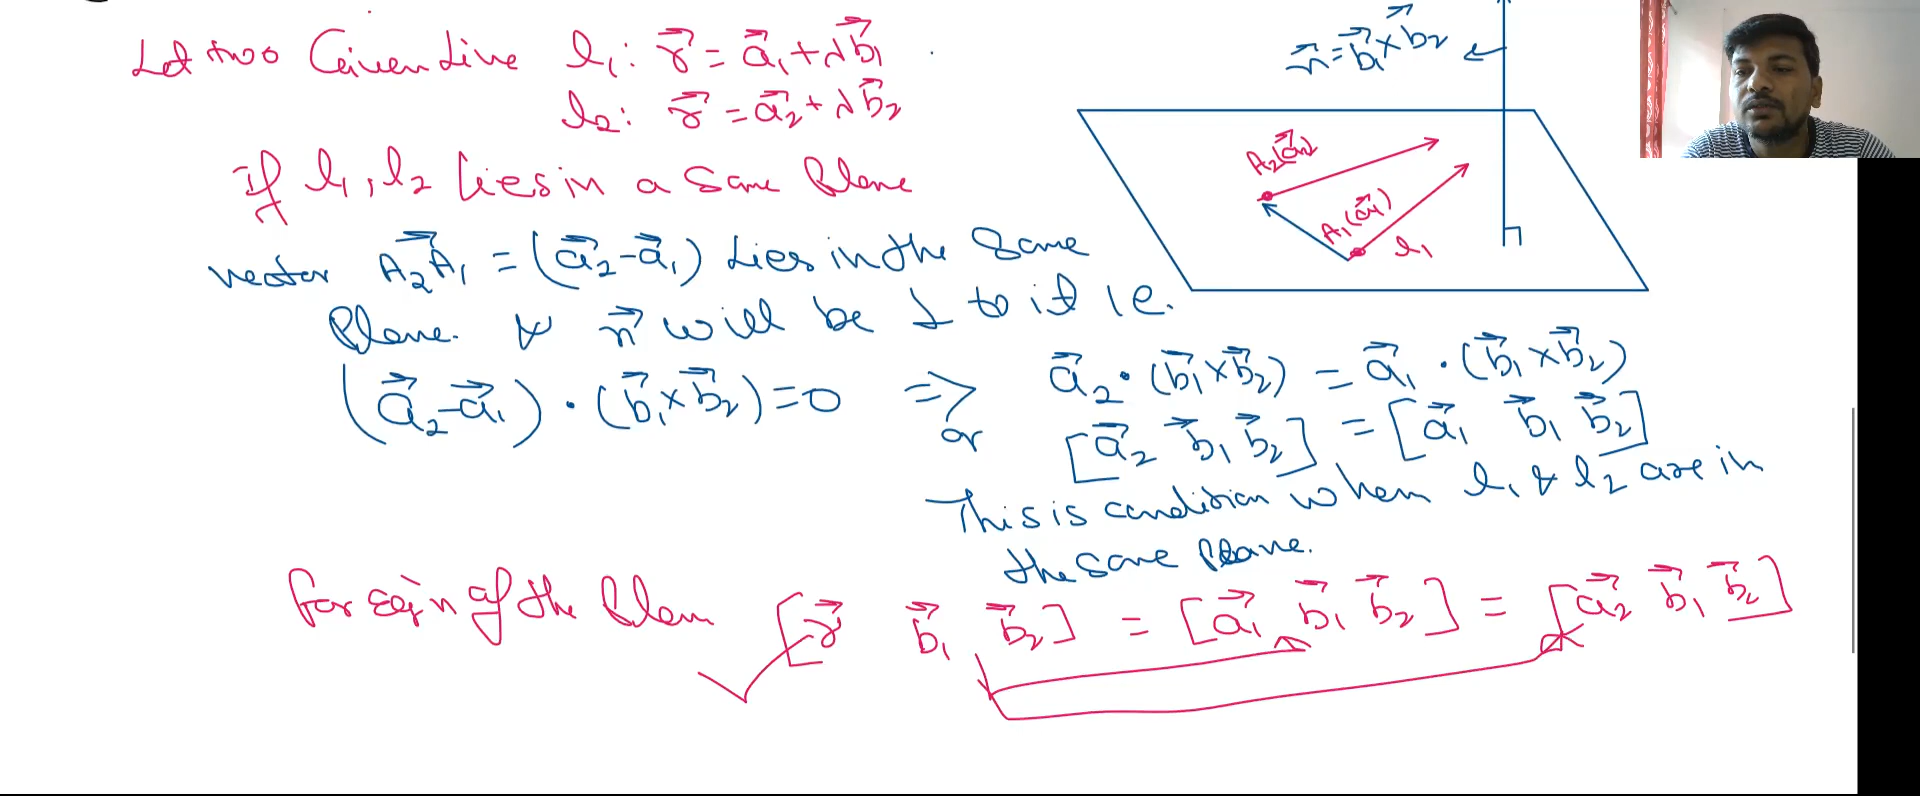 Let two Given Line l₁: r⃗ = a⃗₁ + λb⃗₁
l₂: r⃗ = a⃗₂ + λb⃗₂
if l₁, l₂ lies in a same plane
vector A₂A₁⃗ = (a⃗₂ - a⃗₁) Lies in the same
plane. & n⃗ will be ⊥ to it i.e.
(a⃗₂ - a⃗₁) · (b⃗₁ × b⃗₂) = 0 ⇒ a⃗₂ · (b⃗₁ × b⃗₂) = a⃗₁ · (b⃗₁ × b⃗₂)
or [a⃗₂ b⃗₁ b⃗₂] = [a⃗₁ b⃗₁ b⃗₂]
This is condition when l₁ & l₂ are in
the same plane.
For eqn of the Plan [r⃗ b⃗₁ b⃗₂] = [a⃗₁ b⃗₁ b⃗₂] = [a⃗₂ b⃗₁ b⃗₂]
n⃗ = b⃗₁ × b⃗₂
A₂(a⃗₂)
A₁(a⃗₁)
l₁